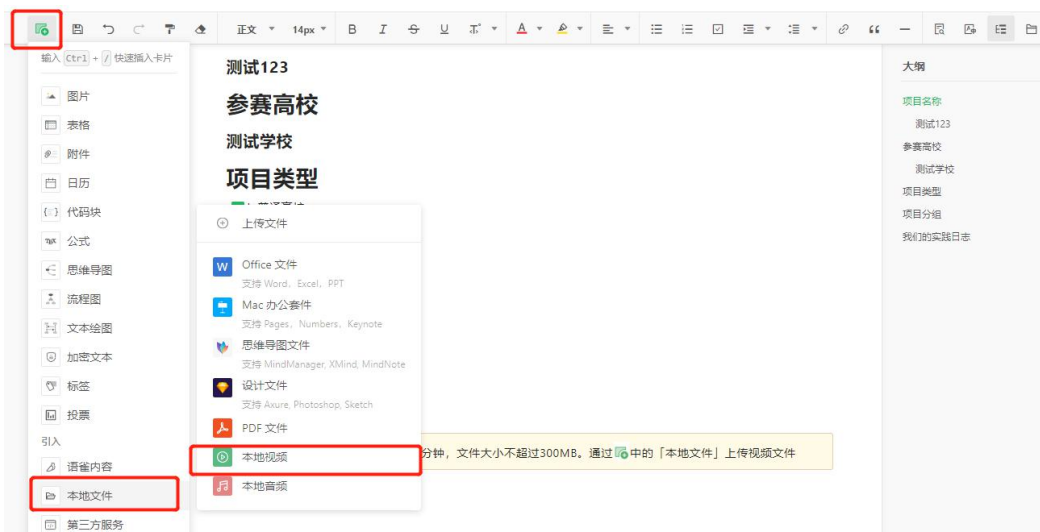 正文
14px
B I S U
输入 Ctrl + / 快速插入卡片
图片
表格
附件
日历
代码块
公式
思维导图
流程图
文本绘图
加密文本
标签
投票
引入
语雀内容
本地文件
第三方服务
测试123
参赛高校
测试学校
项目类型
上传文件
Office 文件
支持 Word、Excel、PPT
Mac 办公套件
支持 Pages、Numbers、Keynote
思维导图文件
支持 MindManager, XMind, MindNote
设计文件
支持 Axure, Photoshop, Sketch
PDF 文件
本地视频
本地音频
分钟，文件大小不超过300MB。通过 中的「本地文件」上传视频文件
大纲
项目名称
测试123
参赛高校
测试学校
项目类型
项目分组
我们的实践日志